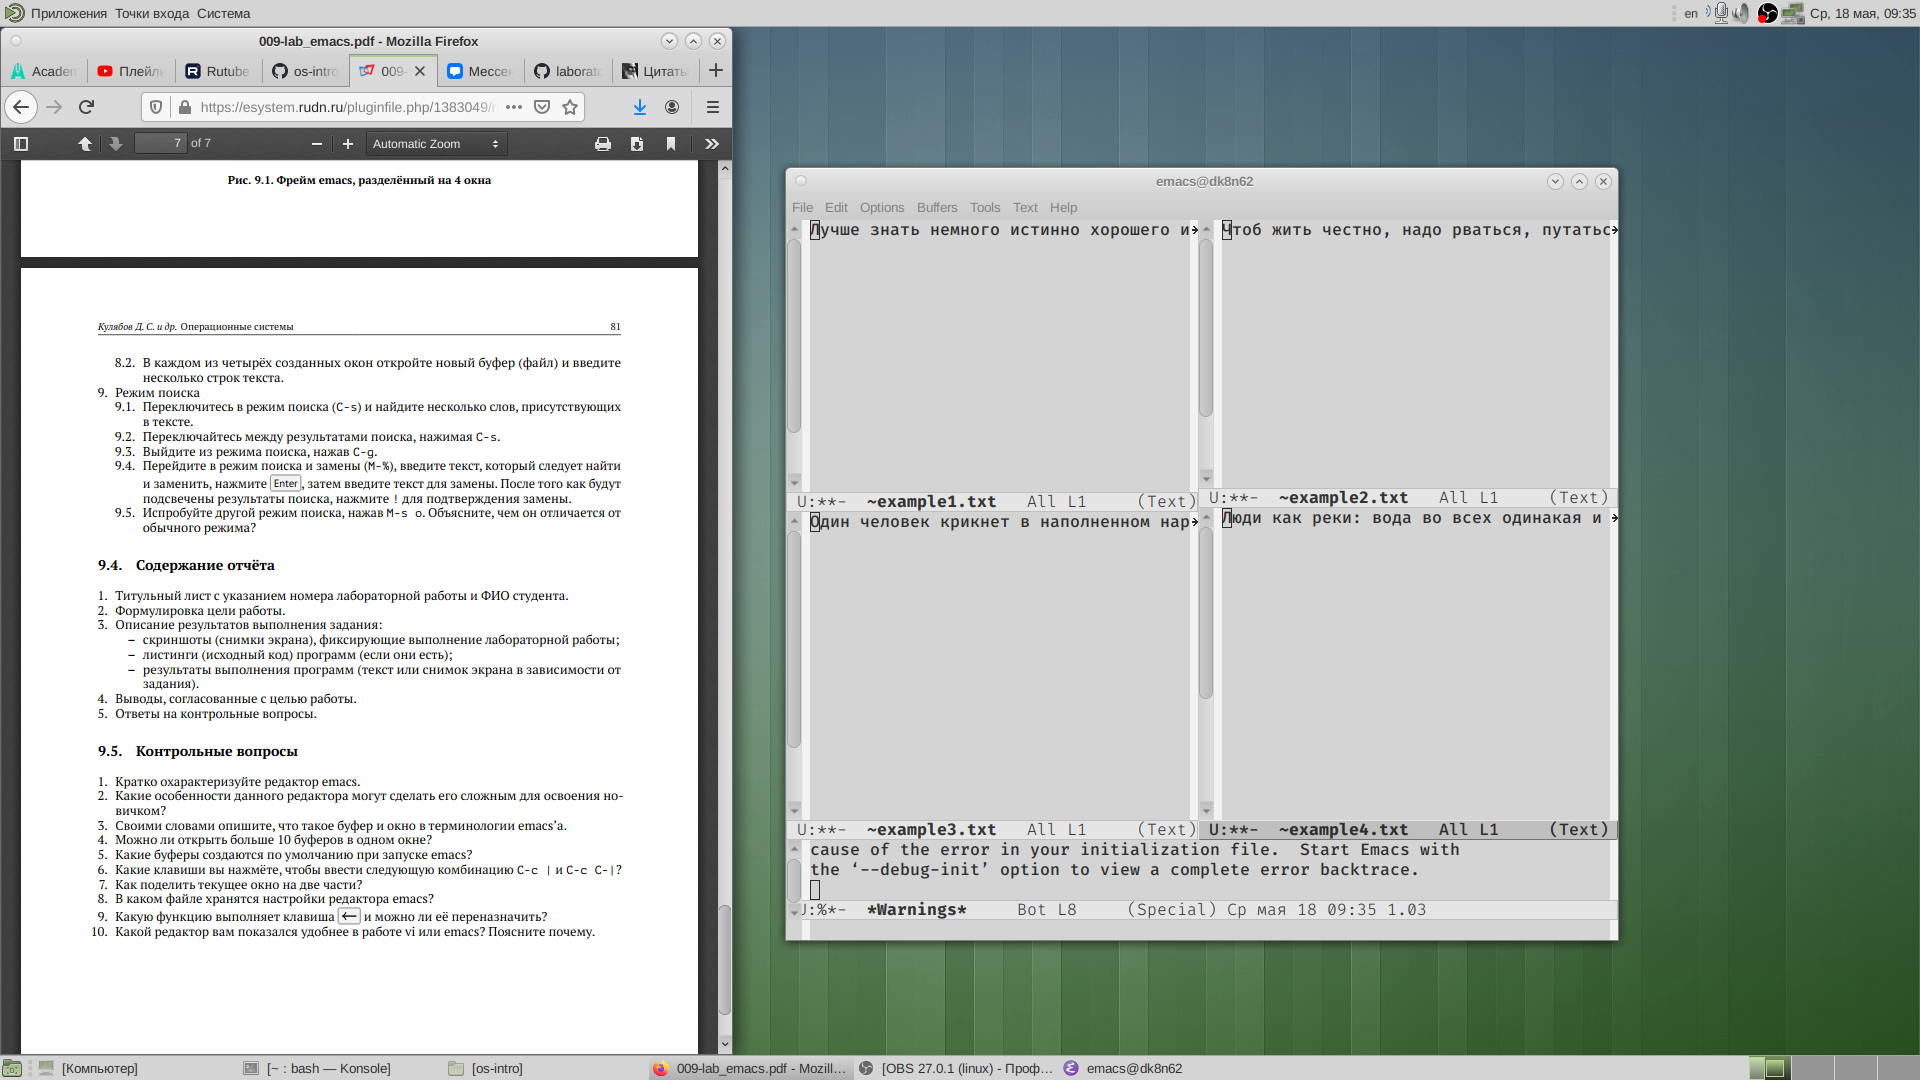 Приложения Точки входа Система
en
Ср, 18 мая, 09:35
009-lab_emacs.pdf - Mozilla Firefox
Acader
Плейли
Rutube
os-intro
009-
Мессен
laborato
Цитаты
https://esystem.rudn.ru/pluginfile.php/1383049/
7 of 7
Automatic Zoom
Рис. 9.1. Фрейм emacs, разделённый на 4 окна
Кулябов Д. С. и др. Операционные системы 81
8.2. В каждом из четырёх созданных окон откройте новый буфер (файл) и введите
несколько строк текста.
9. Режим поиска
9.1. Переключитесь в режим поиска (C-s) и найдите несколько слов, присутствующих
в тексте.
9.2. Переключайтесь между результатами поиска, нажимая C-s.
9.3. Выйдите из режима поиска, нажав C-g.
9.4. Перейдите в режим поиска и замены (M-%), введите текст, который следует найти
и заменить, нажмите Enter, затем введите текст для замены. После того как будут
подсвечены результаты поиска, нажмите ! для подтверждения замены.
9.5. Испробуйте другой режим поиска, нажав M-s o. Объясните, чем он отличается от
обычного режима?
9.4. Содержание отчёта
1. Титульный лист с указанием номера лабораторной работы и ФИО студента.
2. Формулировка цели работы.
3. Описание результатов выполнения задания:
– скриншоты (снимки экрана), фиксирующие выполнение лабораторной работы;
– листинги (исходный код) программ (если они есть);
– результаты выполнения программ (текст или снимок экрана в зависимости от
задания).
4. Выводы, согласованные с целью работы.
5. Ответы на контрольные вопросы.
9.5. Контрольные вопросы
1. Кратко охарактеризуйте редактор emacs.
2. Какие особенности данного редактора могут сделать его сложным для освоения но-
вичком?
3. Своими словами опишите, что такое буфер и окно в терминологии emacs’а.
4. Можно ли открыть больше 10 буферов в одном окне?
5. Какие буферы создаются по умолчанию при запуске emacs?
6. Какие клавиши вы нажмёте, чтобы ввести следующую комбинацию C-c | и C-c C-|?
7. Как поделить текущее окно на две части?
8. В каком файле хранятся настройки редактора emacs?
9. Какую функцию выполняет клавиша ← и можно ли её переназначить?
10. Какой редактор вам показался удобнее в работе vi или emacs? Поясните почему.
emacs@dk8n62
File Edit Options Buffers Tools Text Help
Лучше знать немного истинно хорошего и
Чтоб жить честно, надо рваться, путатьс
U:**- ~example1.txt All L1 (Text)
U:**- ~example2.txt All L1 (Text)
Один человек крикнет в наполненном нар
Люди как реки: вода во всех одинакая и
U:**- ~example3.txt All L1 (Text)
U:**- ~example4.txt All L1 (Text)
cause of the error in your initialization file. Start Emacs with
the ‘--debug-init’ option to view a complete error backtrace.
U:%*- *Warnings* Bot L8 (Special) Ср мая 18 09:35 1.03
[Компьютер]
[~ : bash — Konsole]
[os-intro]
009-lab_emacs.pdf - Mozill...
[OBS 27.0.1 (linux) - Проф...
emacs@dk8n62